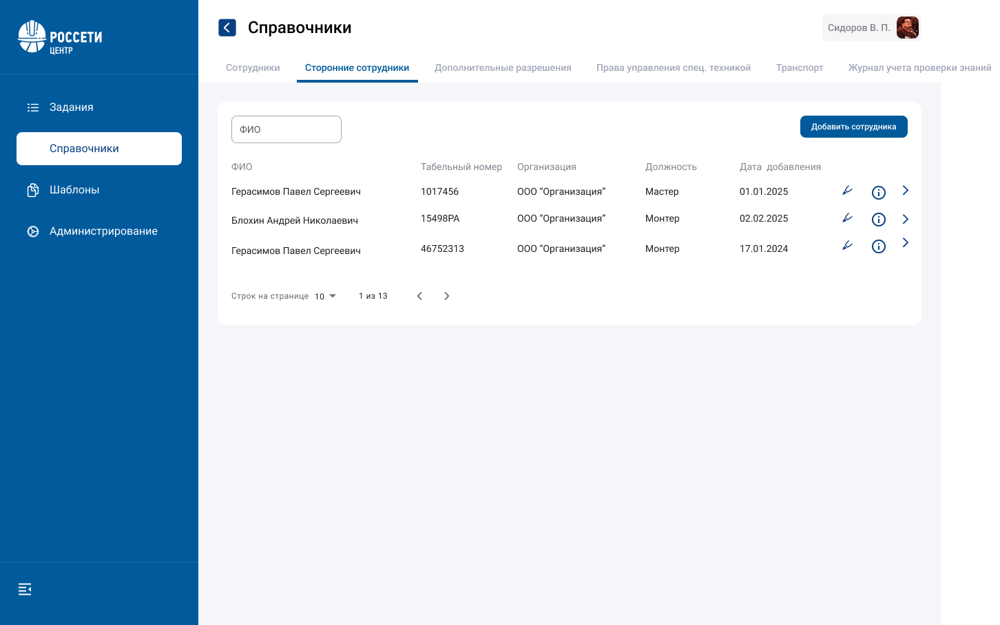 РОССЕТИ
ЦЕНТР
Задания
Справочники
Шаблоны
Администрирование
Справочники
Сидоров В. П.
Сотрудники Сторонние сотрудники Дополнительные разрешения Права управления спец. техникой Транспорт Журнал учета проверки знаний
ФИО
Добавить сотрудника
ФИО Табельный номер Организация Должность Дата добавления
Герасимов Павел Сергеевич 1017456 ООО “Организация” Мастер 01.01.2025
Блохин Андрей Николаевич 15498РА ООО “Организация” Монтер 02.02.2025
Герасимов Павел Сергеевич 46752313 ООО “Организация” Монтер 17.01.2024
Строк на странице 10 1 из 13